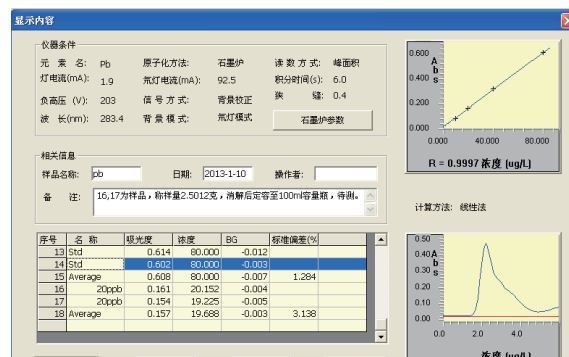 显示内容
仪器条件
元 素 名: Pb 原子化方法: 石墨炉 读 数 方 式: 峰面积
灯电流(mA): 1.9 氘灯电流(mA): 92.5 积分时间(s): 6.0
负高压 (V): 203 信 号 方 式: 背景校正 狭 缝: 0.4
波 长(nm): 283.4 背 景 模 式: 氘灯模式 石墨炉参数
相关信息
样品名称: pb 日期: 2013-1-10 操作者:
备 注: 16,17为样品，称样量2.5012克，消解后定容至100ml容量瓶，待测。
序号 名 称 吸光度 浓度 BG 标准偏差(%
13 Std 0.614 80.000 -0.012
14 Std 0.602 80.000 -0.003
15 Average 0.608 80.000 -0.007 1.284
16 20ppb 0.161 20.152 -0.004
17 20ppb 0.154 19.225 -0.005
18 Average 0.157 19.688 -0.003 3.138
0.600
0.400
0.200
0.000
Abs
0.000 40.000 80.000
R = 0.9997 浓度 (ug/L)
计算方法: 线性法
0.50
0.40
0.30
0.20
0.10
0.00
Abs
0.0 2.0 4.0
浓度 (ug/L)